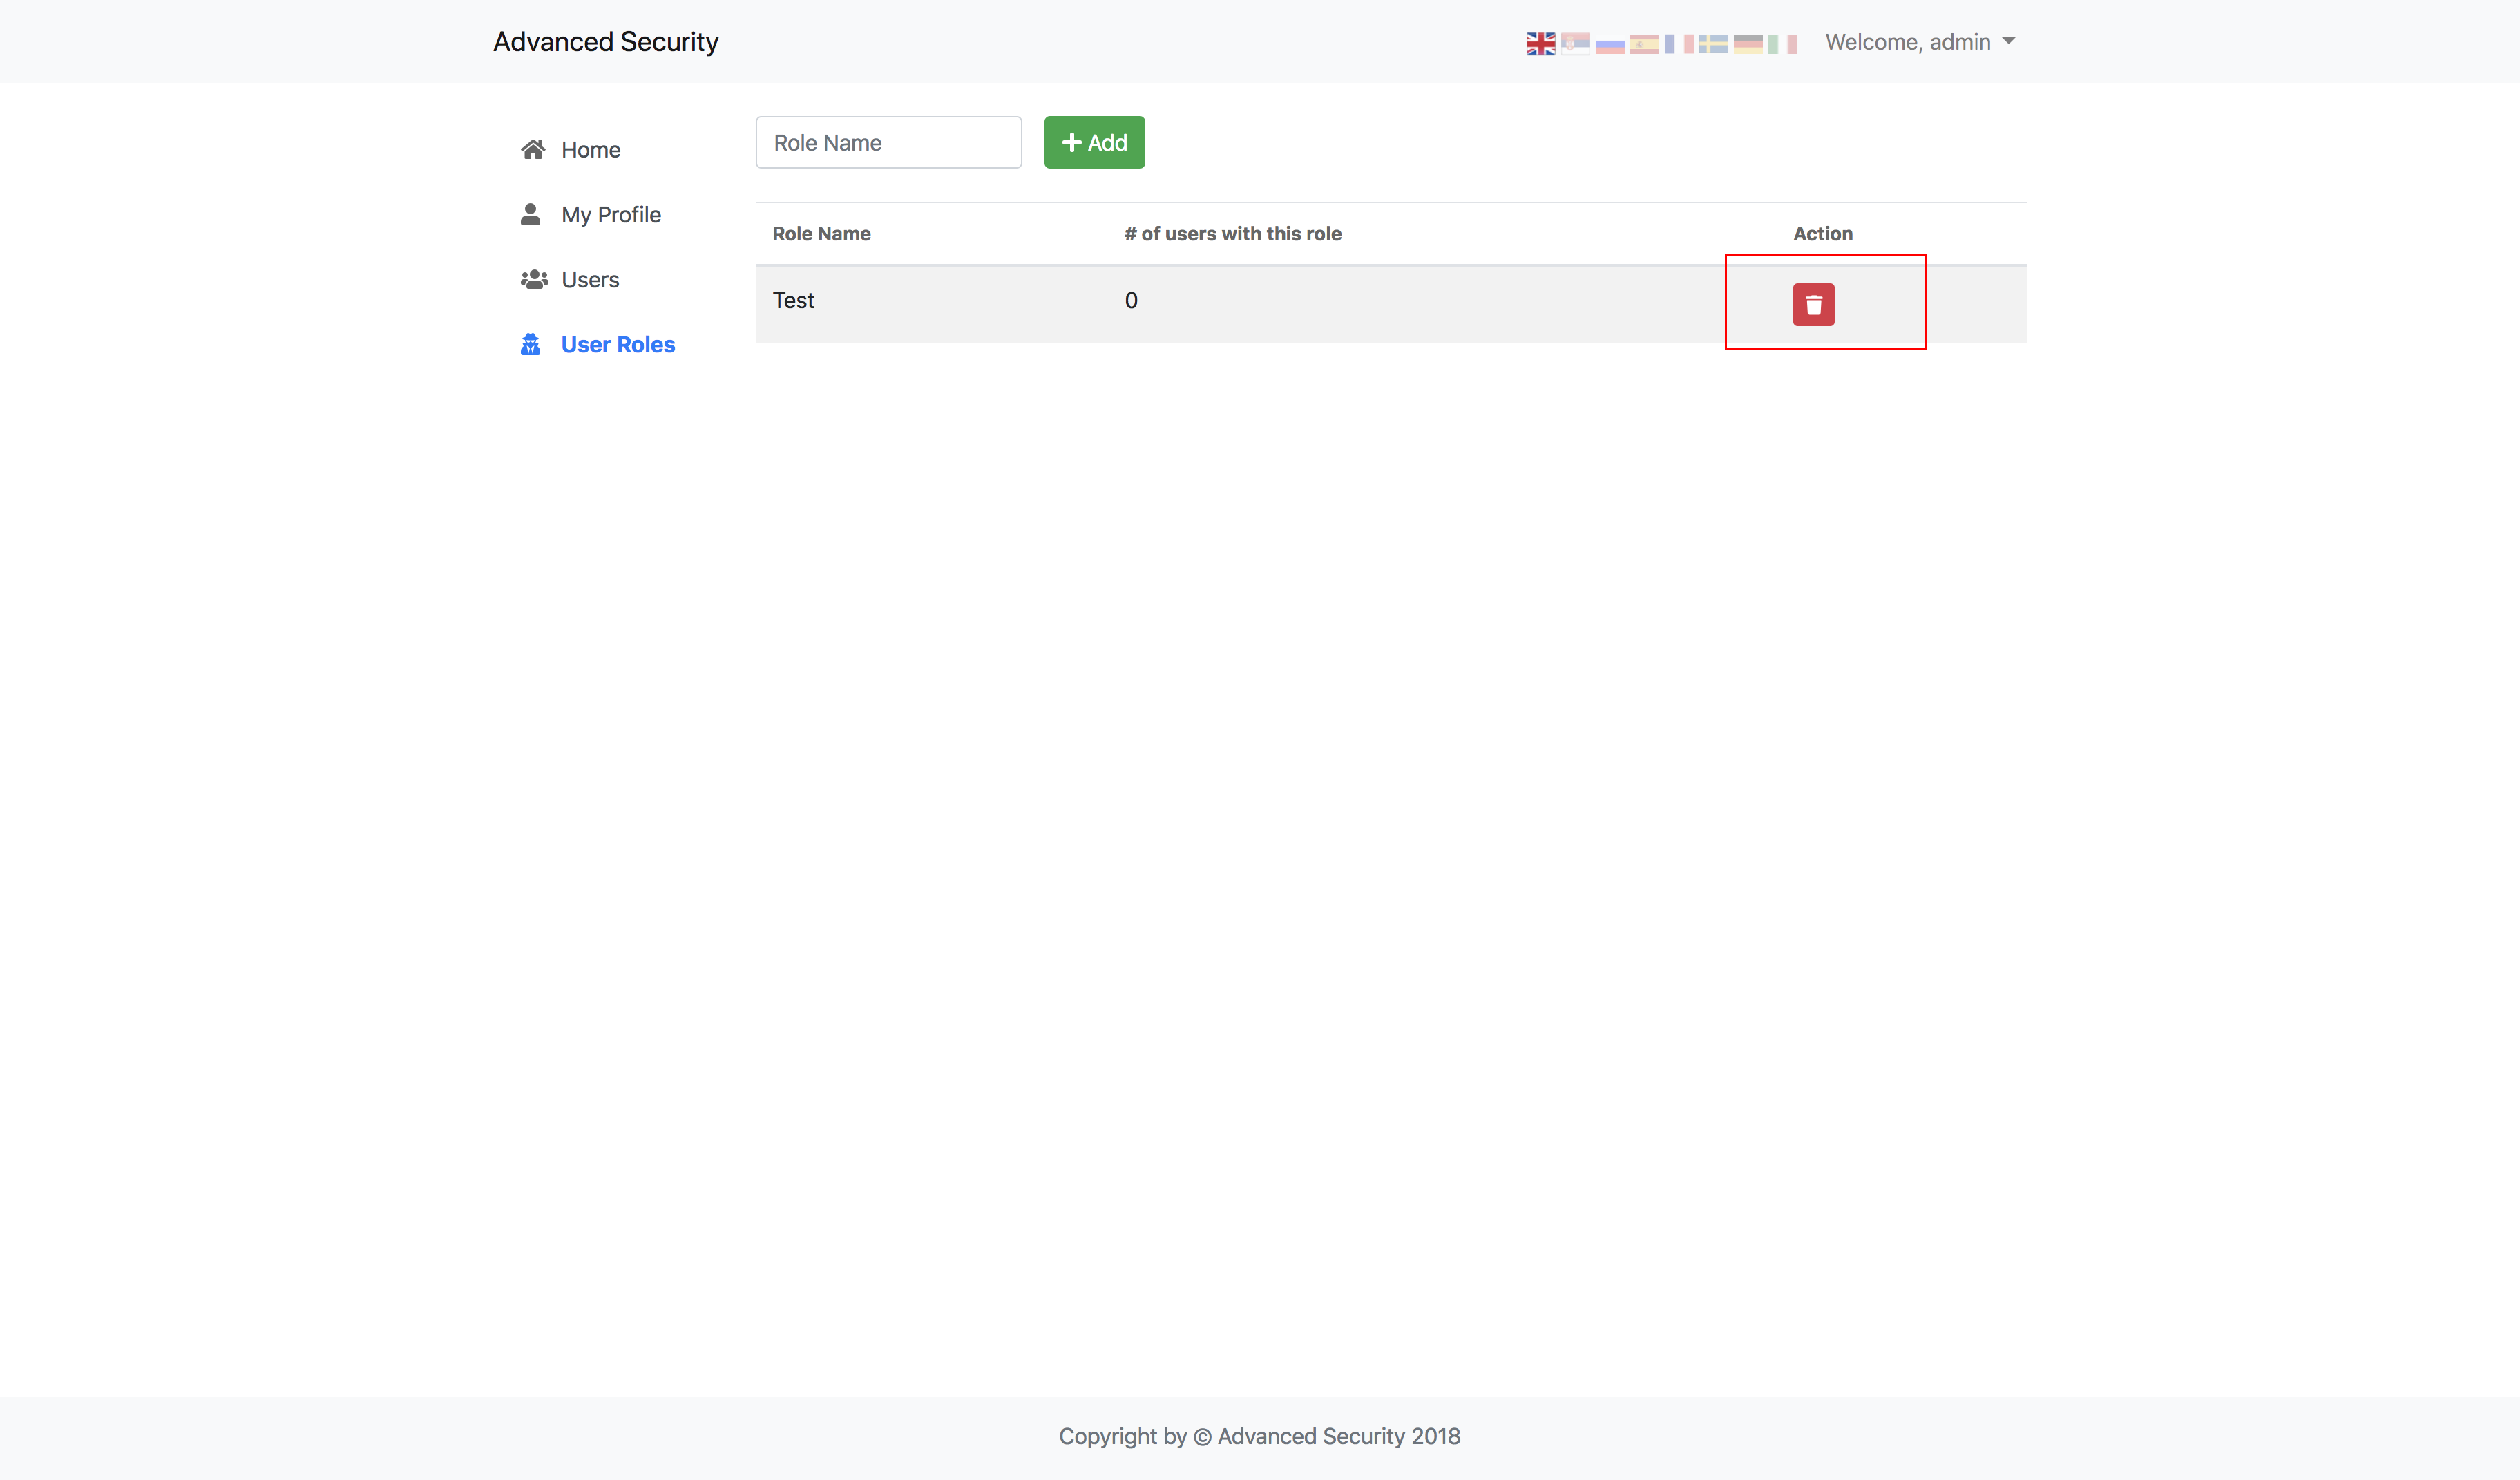 Advanced Security
Welcome, admin
Home
My Profile
Users
User Roles
Role Name
Add
Role Name # of users with this role Action
Test 0
Copyright by © Advanced Security 2018